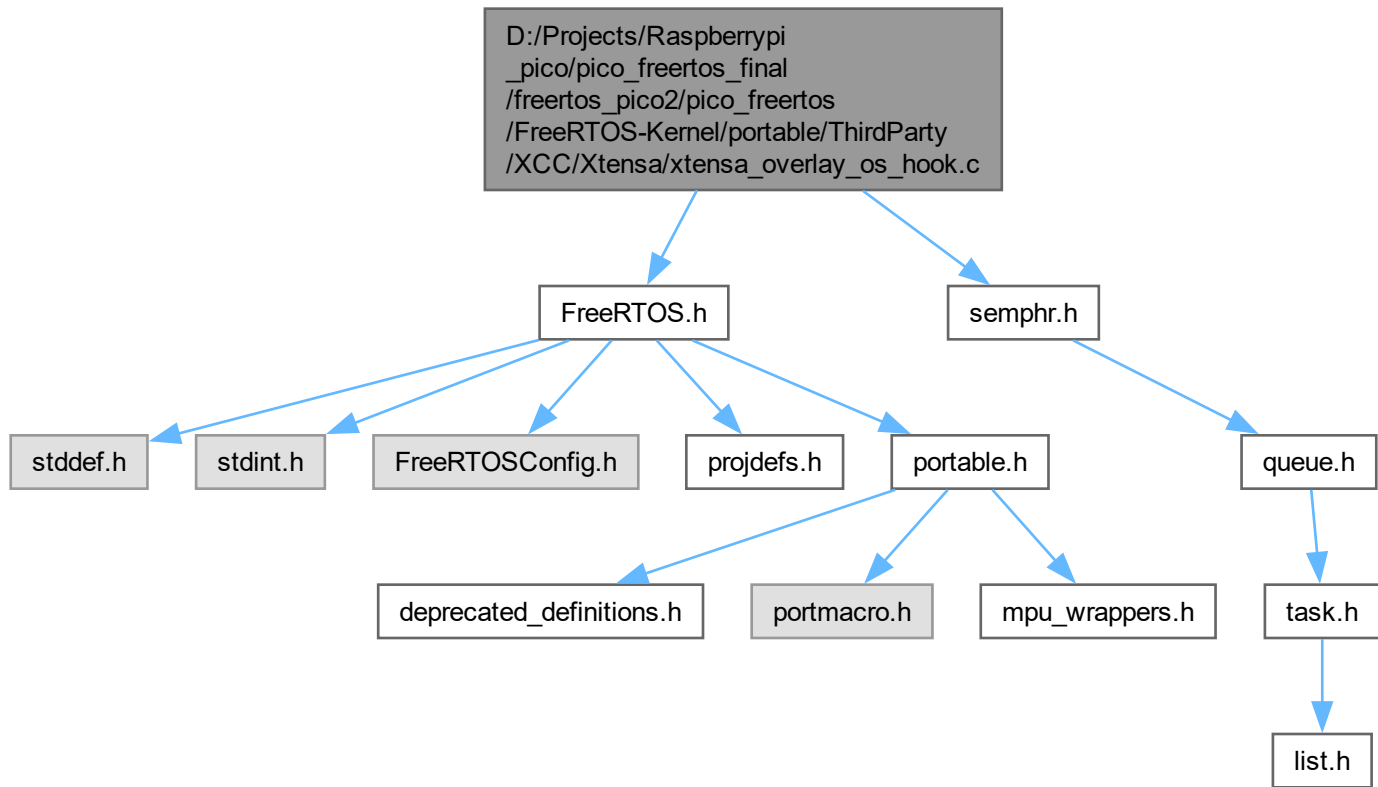 D:/Projects/Raspberrypi
_pico/pico_freertos_final
/freertos_pico2/pico_freertos
/FreeRTOS-Kernel/portable/ThirdParty
/XCC/Xtensa/xtensa_overlay_os_hook.c
FreeRTOS.h
semphr.h
stddef.h
stdint.h
FreeRTOSConfig.h
projdefs.h
portable.h
queue.h
deprecated_definitions.h
portmacro.h
mpu_wrappers.h
task.h
list.h